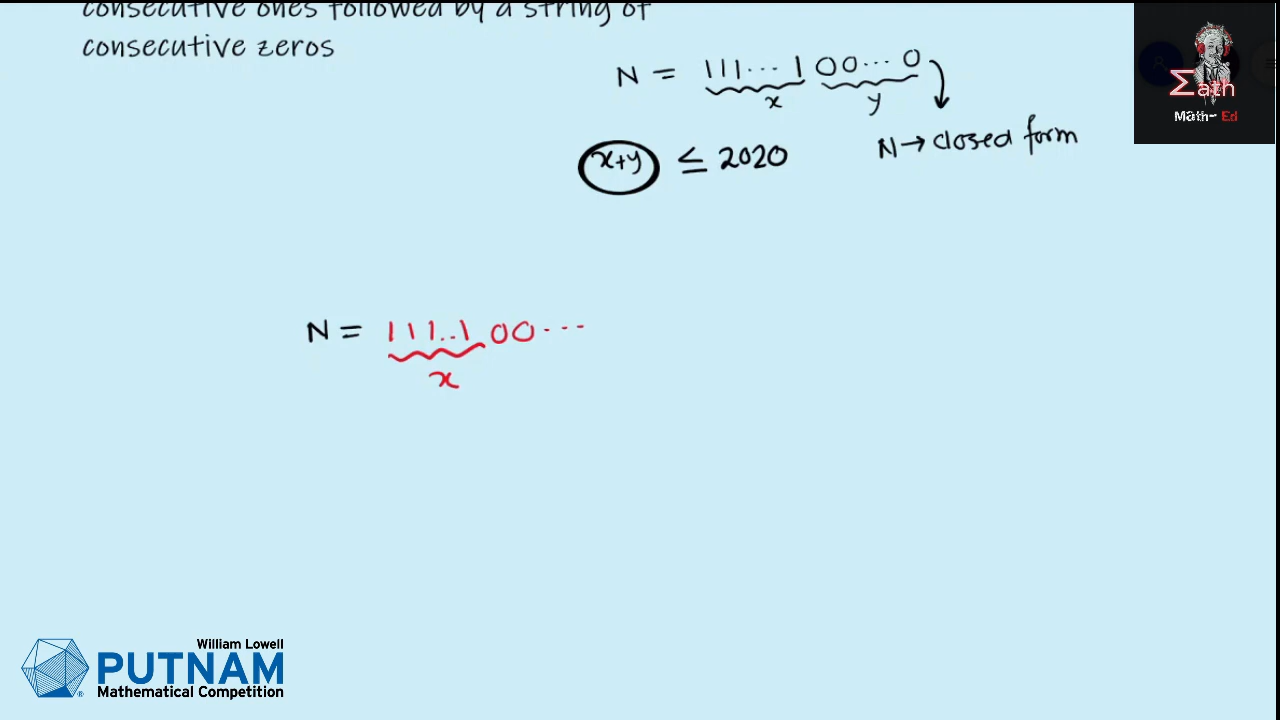 consecutive ones followed by a string of
consecutive zeros
N = 111... 1 00... 0
x
y
x+y ≤ 2020
N → closed form
Σath
Math- Ed
N = 111..1 00...
x
William Lowell
PUTNAM
Mathematical Competition